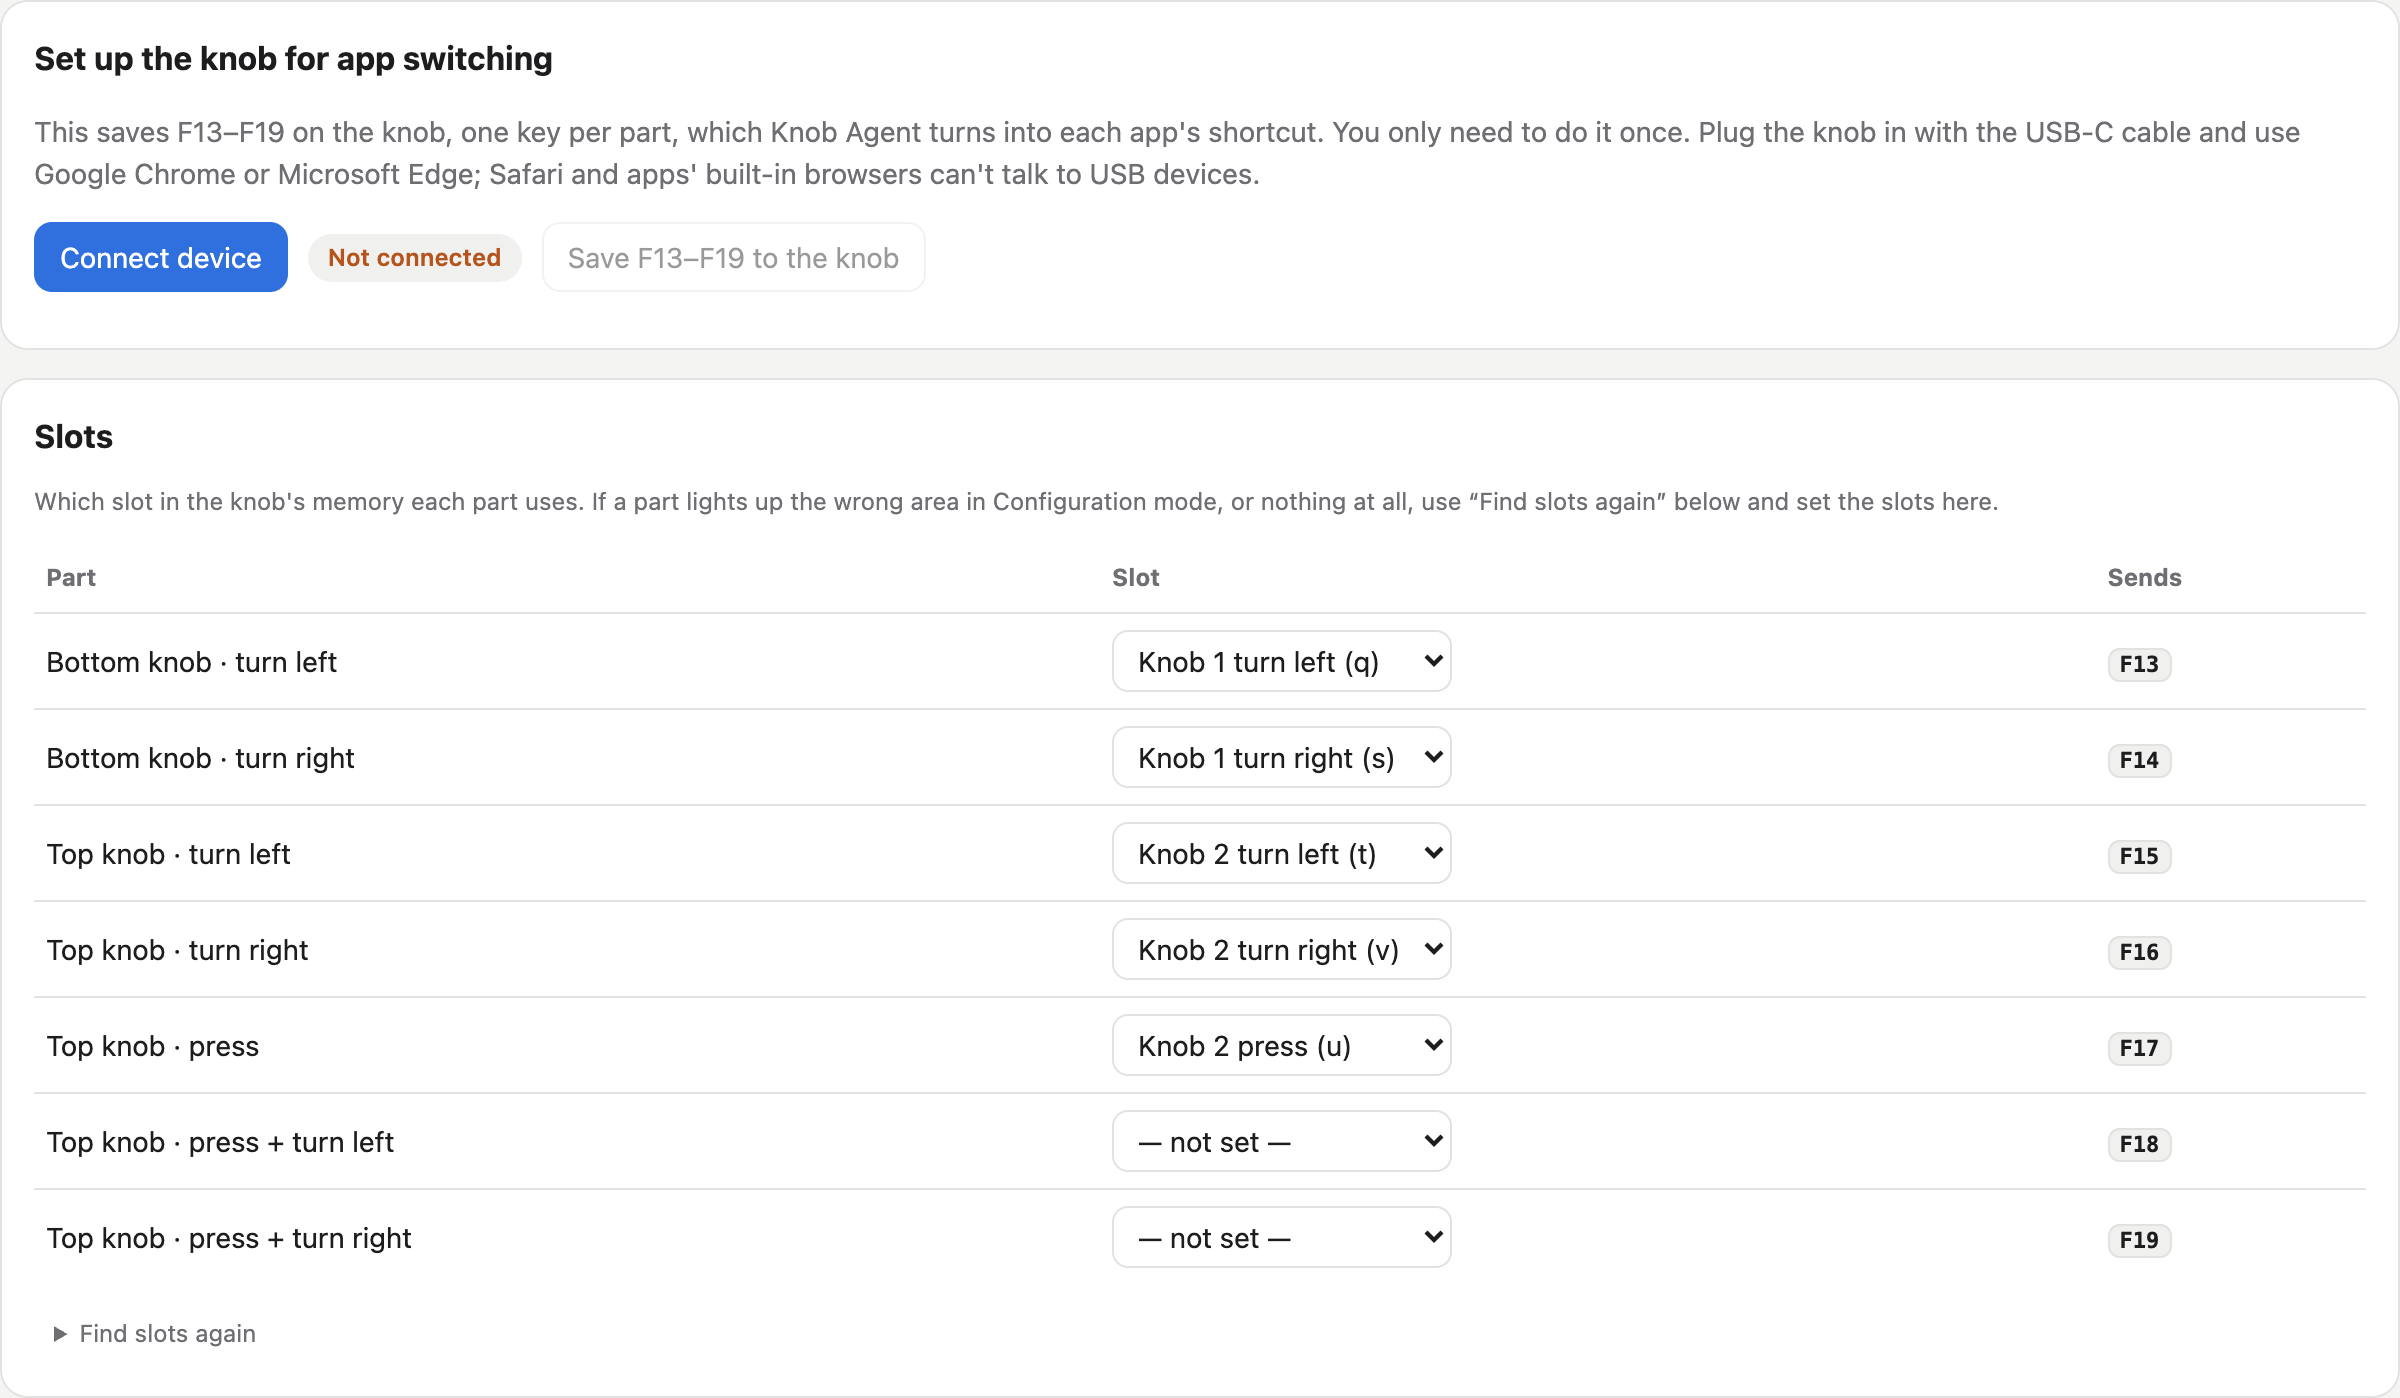 Set up the knob for app switching
This saves F13–F19 on the knob, one key per part, which Knob Agent turns into each app's shortcut. You only need to do it once. Plug the knob in with the USB-C cable and use
Google Chrome or Microsoft Edge; Safari and apps' built-in browsers can't talk to USB devices.
Connect device Not connected Save F13–F19 to the knob
Slots
Which slot in the knob's memory each part uses. If a part lights up the wrong area in Configuration mode, or nothing at all, use “Find slots again” below and set the slots here.
Part Slot Sends
Bottom knob · turn left Knob 1 turn left (q) F13
Bottom knob · turn right Knob 1 turn right (s) F14
Top knob · turn left Knob 2 turn left (t) F15
Top knob · turn right Knob 2 turn right (v) F16
Top knob · press Knob 2 press (u) F17
Top knob · press + turn left — not set — F18
Top knob · press + turn right — not set — F19
Find slots again